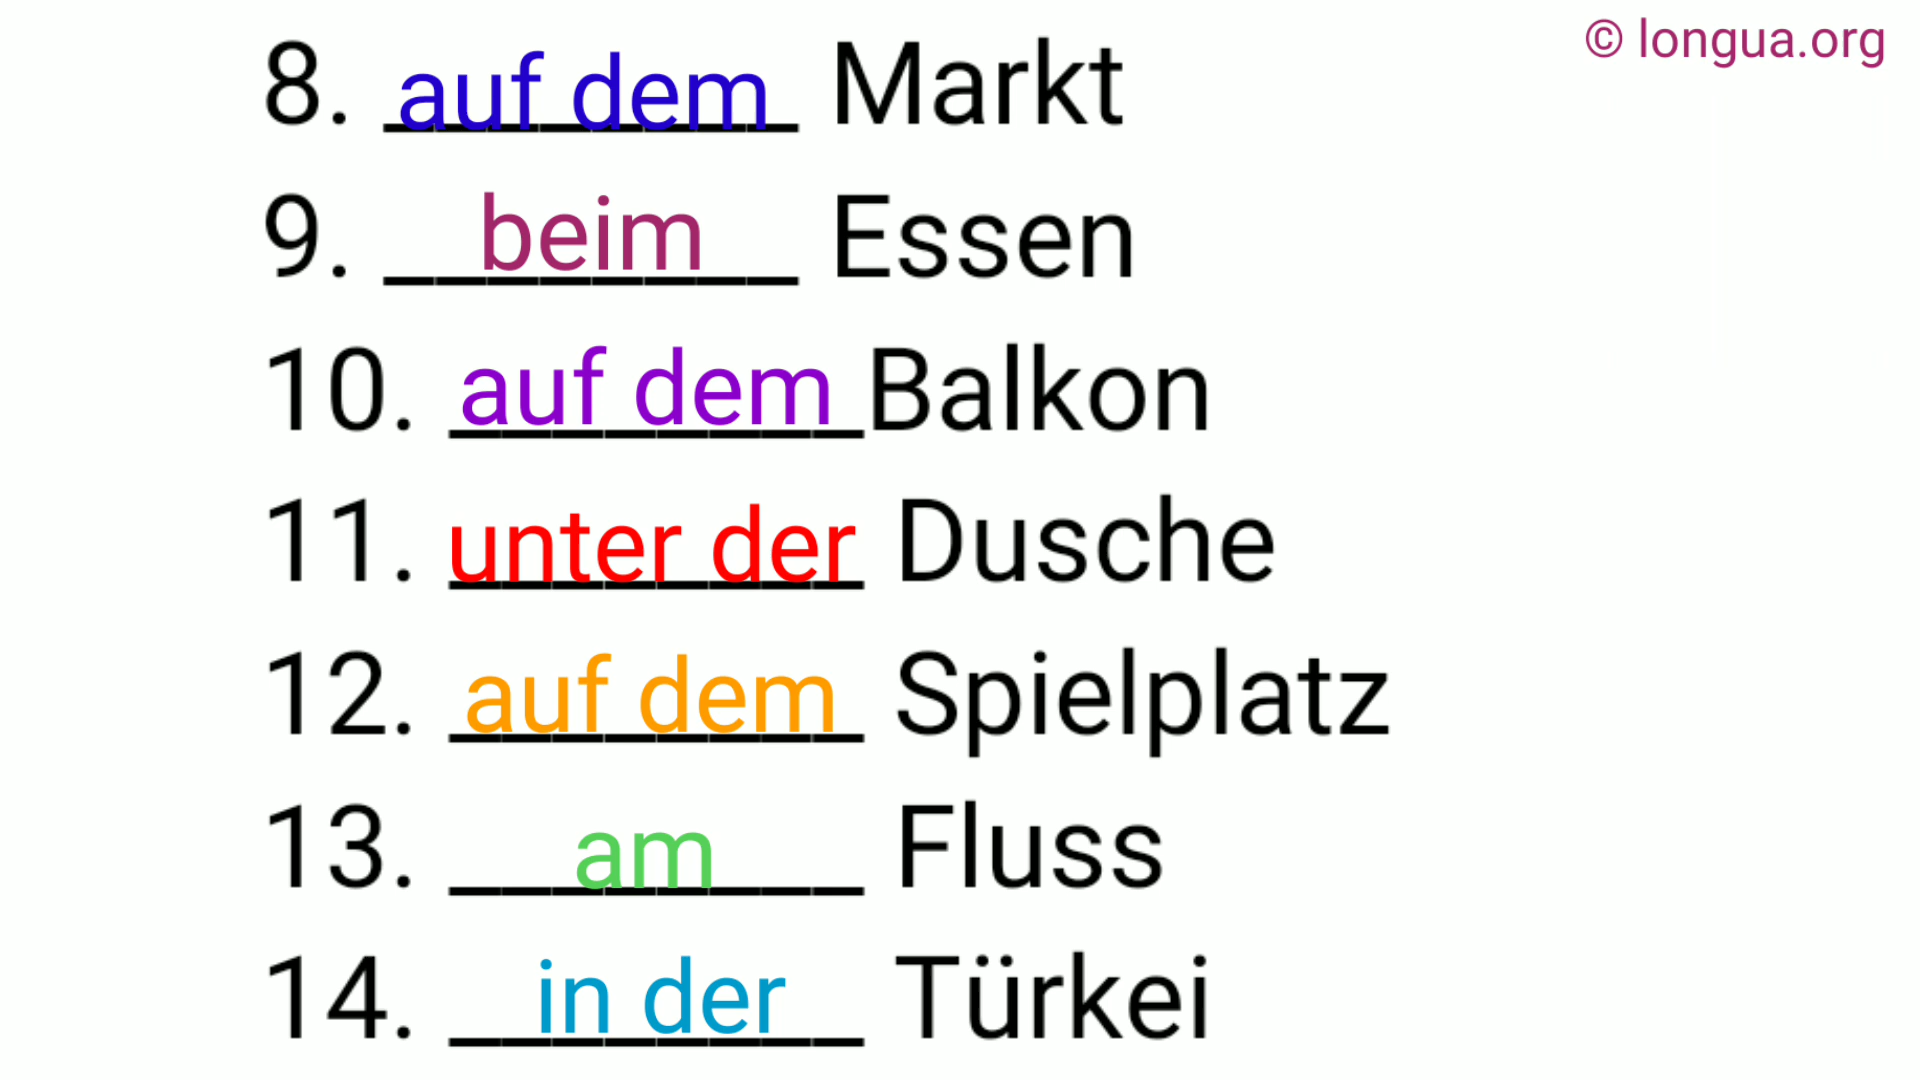 © longua.org
8. auf dem Markt
9. beim Essen
10. auf dem Balkon
11. unter der Dusche
12. auf dem Spielplatz
13. am Fluss
14. in der Türkei